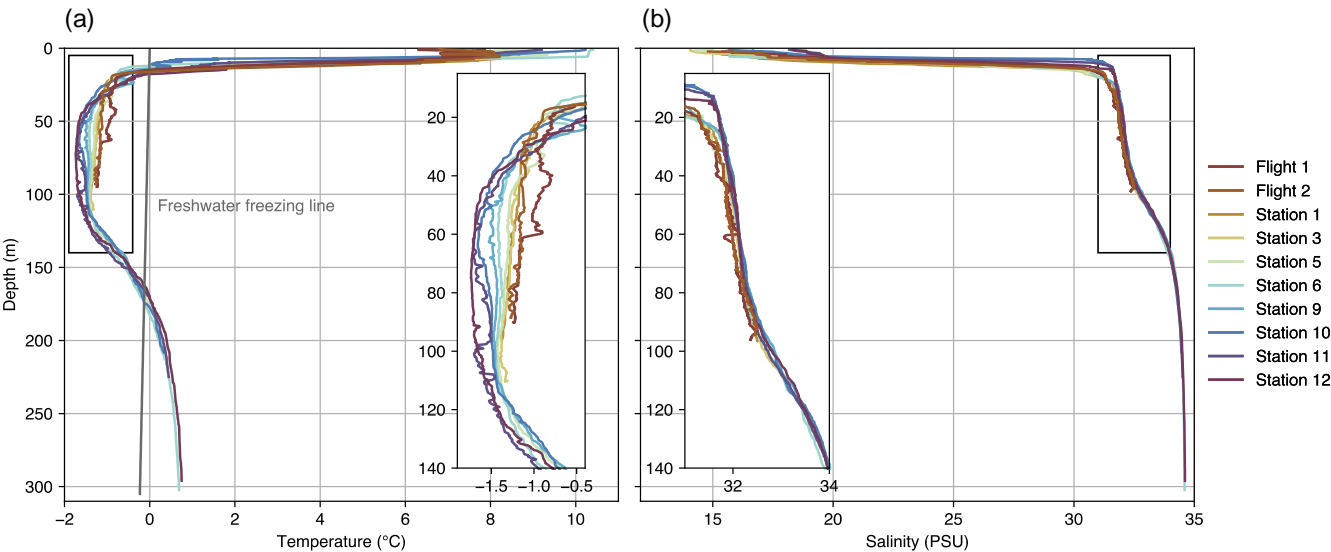 (a)
(b)
0
50
100
150
200
250
300
Depth (m)
−2
0
2
4
6
8
10
Temperature (°C)
Freshwater freezing line
20
40
60
80
100
120
140
−1.5
−1.0
−0.5
20
40
60
80
100
120
140
32
34
15
20
25
30
35
Salinity (PSU)
Flight 1
Flight 2
Station 1
Station 3
Station 5
Station 6
Station 9
Station 10
Station 11
Station 12